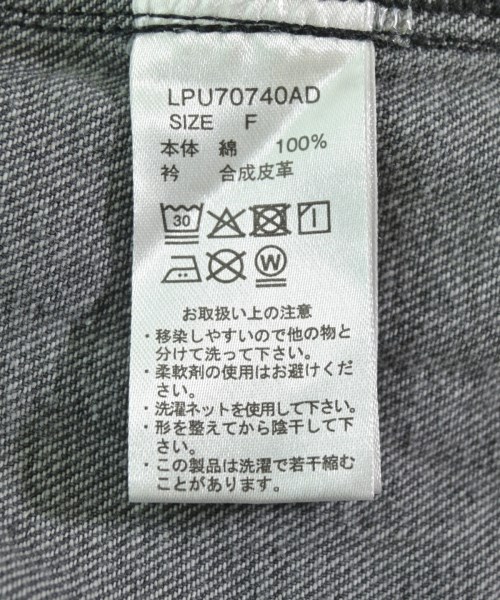 LPU70740AD
SIZE F
本体 綿 100%
衿 合成皮革
30
W
お取扱い上の注意
・移染しやすいので他の物と
分けて洗って下さい。
・柔軟剤の使用はお避けくだ
さい。
・洗濯ネットを使用して下さい。
・形を整えてから陰干して下
さい。
・この製品は洗濯で若干縮む
ことがあります。